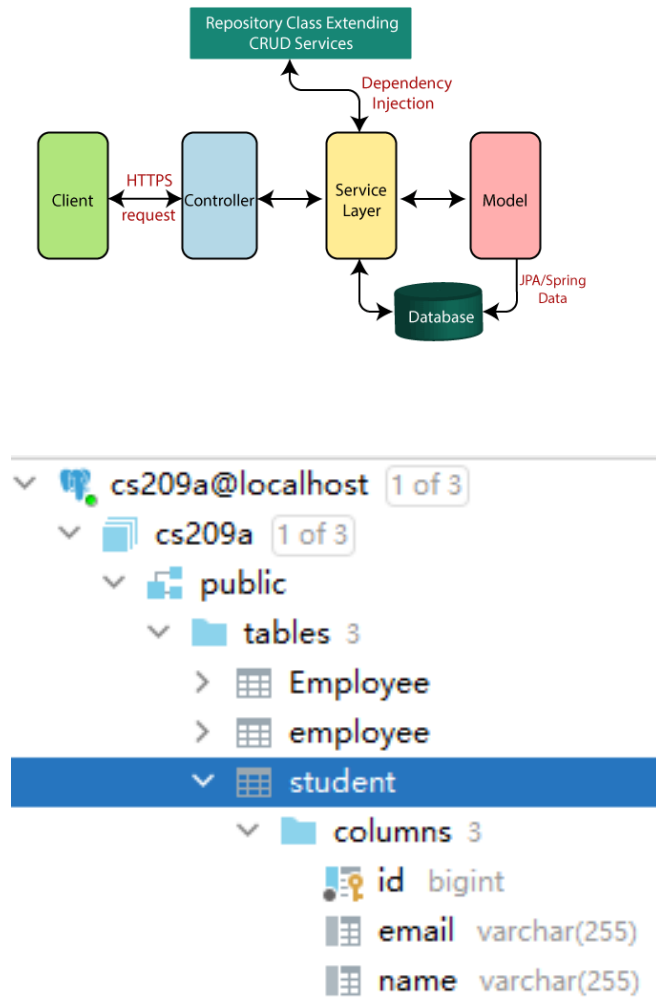 Repository Class Extending
CRUD Services
Dependency
Injection
Client
HTTPS
request
Controller
Service
Layer
Model
JPA/Spring
Data
Database
cs209a@localhost 1 of 3
cs209a 1 of 3
public
tables 3
Employee
employee
student
columns 3
id bigint
email varchar(255)
name varchar(255)